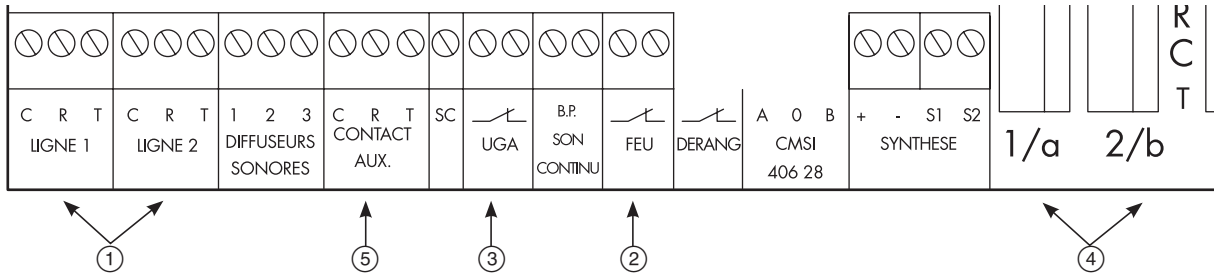 R
C
T
C R T
LIGNE 1
C R T
LIGNE 2
1 2 3
DIFFUSEURS
SONORES
C R T
CONTACT
AUX.
SC
UGA
B.P.
SON
CONTINU
FEU
DERANG
A 0 B
CMSI
406 28
+ - S1 S2
SYNTHESE
1/a
2/b
1
5
3
2
4